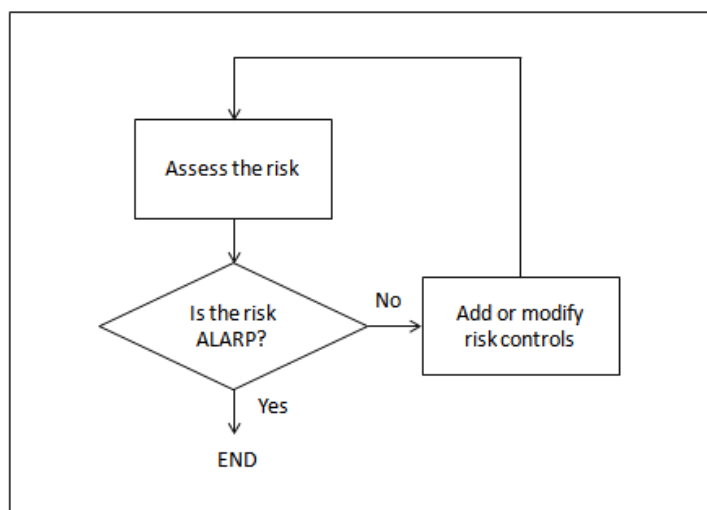 Assess the risk
Is the risk
ALARP?
No
Add or modify
risk controls
Yes
END